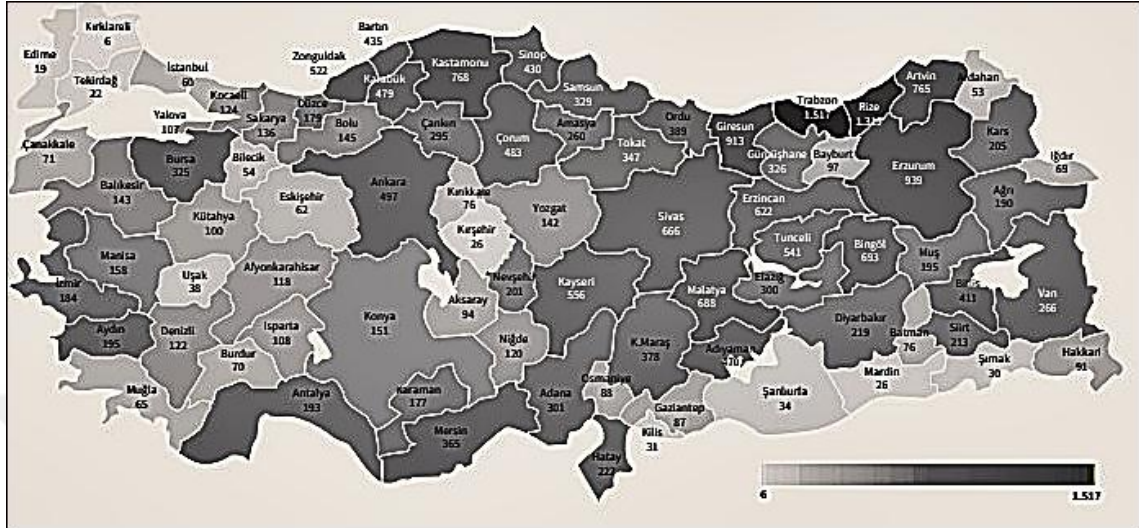 Kırklareli
6
Edirne
19
Tekirdağ
22
İstanbul
60
Kocaeli
124
Yalova
107
Sakarya
136
Düzce
179
Bolu
145
Zonguldak
522
Bartın
435
Karabük
479
Kastamonu
768
Sinop
430
Samsun
329
Çankırı
295
Çorum
483
Amasya
260
Tokat
347
Ordu
389
Giresun
913
Trabzon
1.517
Rize
Artvin
765
Ardahan
53
Kars
205
Iğdır
69
Gümüşhane
326
Bayburt
97
Erzurum
939
Ağrı
190
Çanakkale
71
Balıkesir
143
Bursa
325
Bilecik
54
Kütahya
100
Eskişehir
62
Ankara
497
Kırıkkale
76
Kırşehir
26
Yozgat
142
Sivas
666
Erzincan
622
Tunceli
541
Bingöl
693
Muş
195
Manisa
158
Uşak
38
Afyonkarahisar
118
İzmir
184
Aydın
195
Denizli
122
Isparta
108
Burdur
70
Muğla
65
Antalya
193
Konya
151
Aksaray
94
Nevşehir
201
Niğde
120
Kayseri
556
Karaman
177
Mersin
365
Adana
301
Osmaniye
88
K.Maraş
378
Malatya
688
Elazığ
300
Adıyaman
Diyarbakır
219
Batman
76
Bitlis
411
Siirt
213
Van
266
Hakkari
91
Şırnak
30
Mardin
26
Şanlıurfa
34
Gaziantep
87
Kilis
31
Hatay
6
1.517